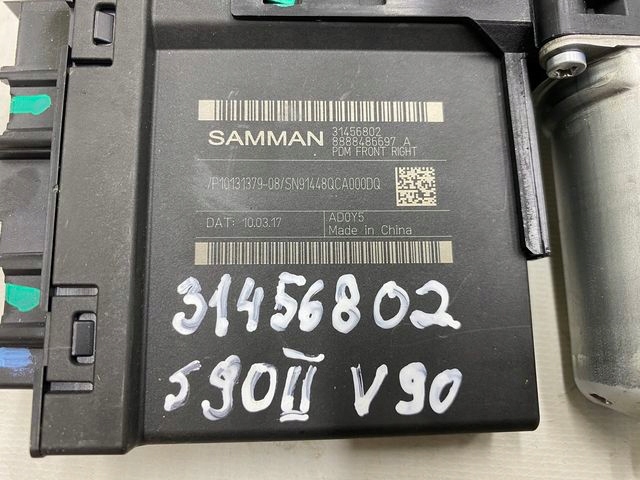 SAMMAN
31456802
8888486697 A
PDM FRONT RIGHT
/P10131379-08/SN91448QCA000DQ
DAT: 10.03.17
AD0Y5
Made in China
31456802
S90II V90